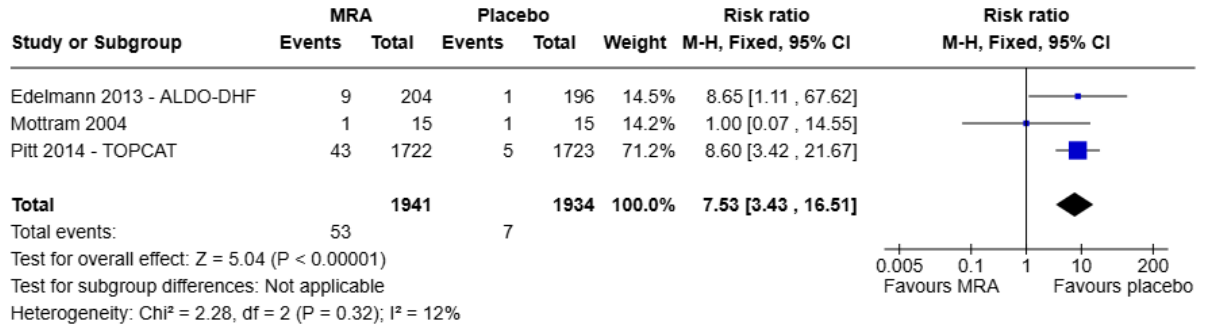 MRA Placebo Risk ratio Risk ratio
Study or Subgroup Events Total Events Total Weight M-H, Fixed, 95% CI M-H, Fixed, 95% CI
Edelmann 2013 - ALDO-DHF 9 204 1 196 14.5% 8.65 [1.11 , 67.62]
Mottram 2004 1 15 1 15 14.2% 1.00 [0.07 , 14.55]
Pitt 2014 - TOPCAT 43 1722 5 1723 71.2% 8.60 [3.42 , 21.67]
Total 1941 1934 100.0% 7.53 [3.43 , 16.51]
Total events: 53 7
Test for overall effect: Z = 5.04 (P < 0.00001)
0.005 0.1 1 10 200
Test for subgroup differences: Not applicable
Favours MRA Favours placebo
Heterogeneity: Chi² = 2.28, df = 2 (P = 0.32); I² = 12%